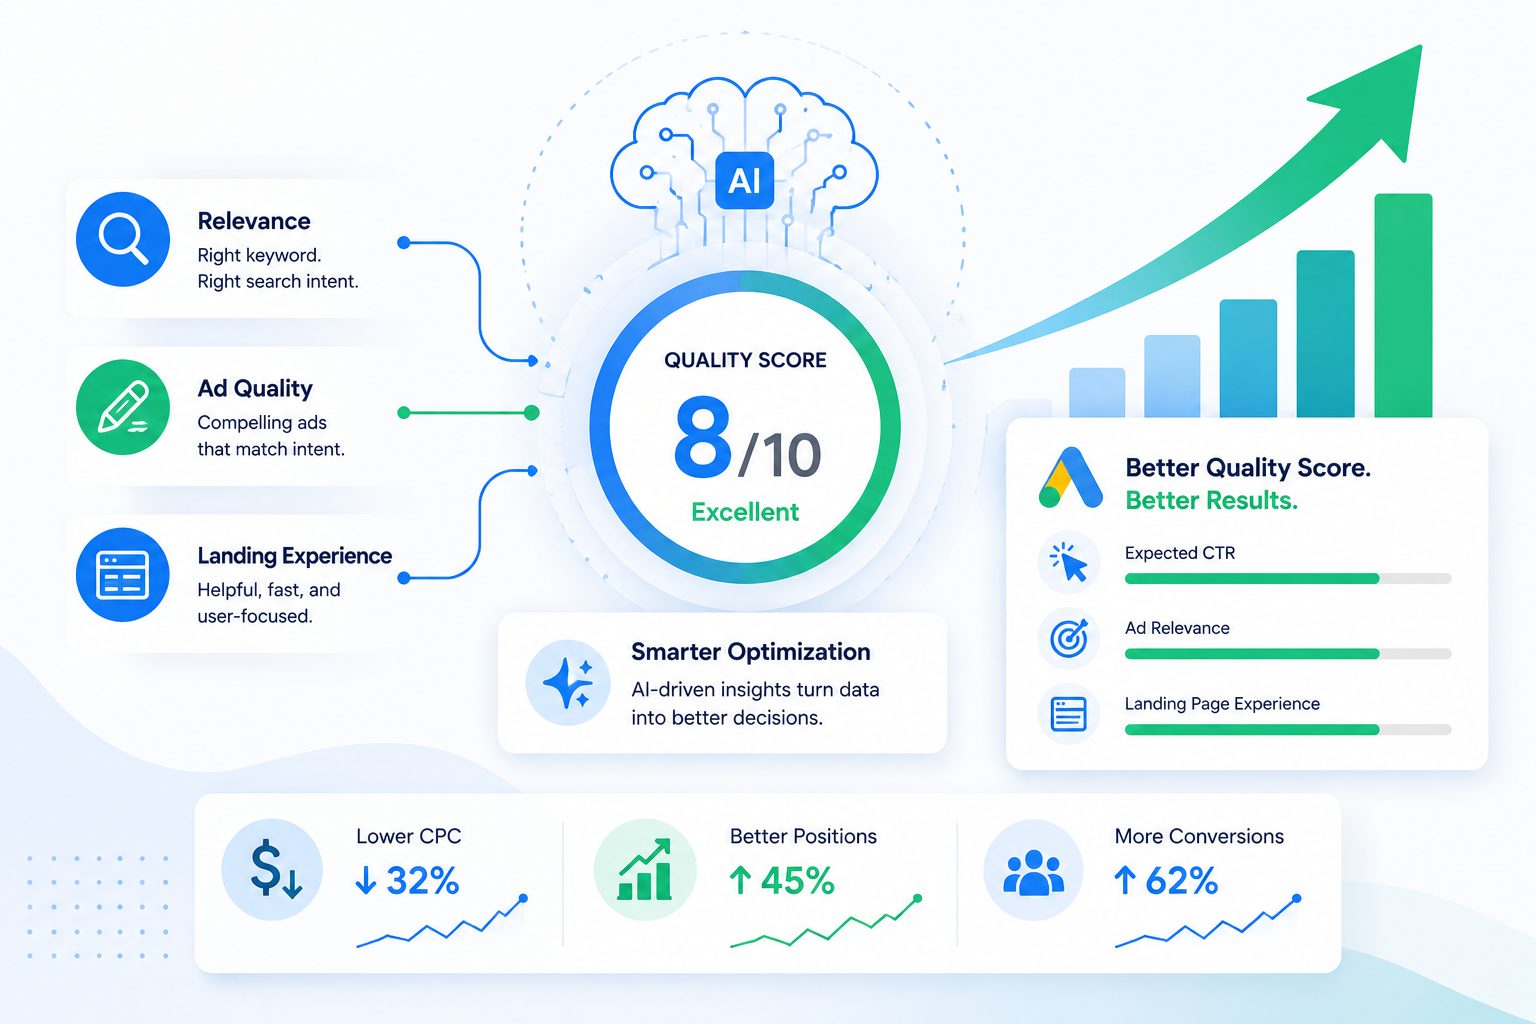 AI
Relevance
Right keyword.
Right search intent.
Ad Quality
Compelling ads
that match intent.
Landing Experience
Helpful, fast, and
user-focused.
QUALITY SCORE
8/10
Excellent
Smarter Optimization
AI-driven insights turn data
into better decisions.
Better Quality Score.
Better Results.
Expected CTR
Ad Relevance
Landing Page Experience
Lower CPC
↓ 32%
Better Positions
↑ 45%
More Conversions
↑ 62%